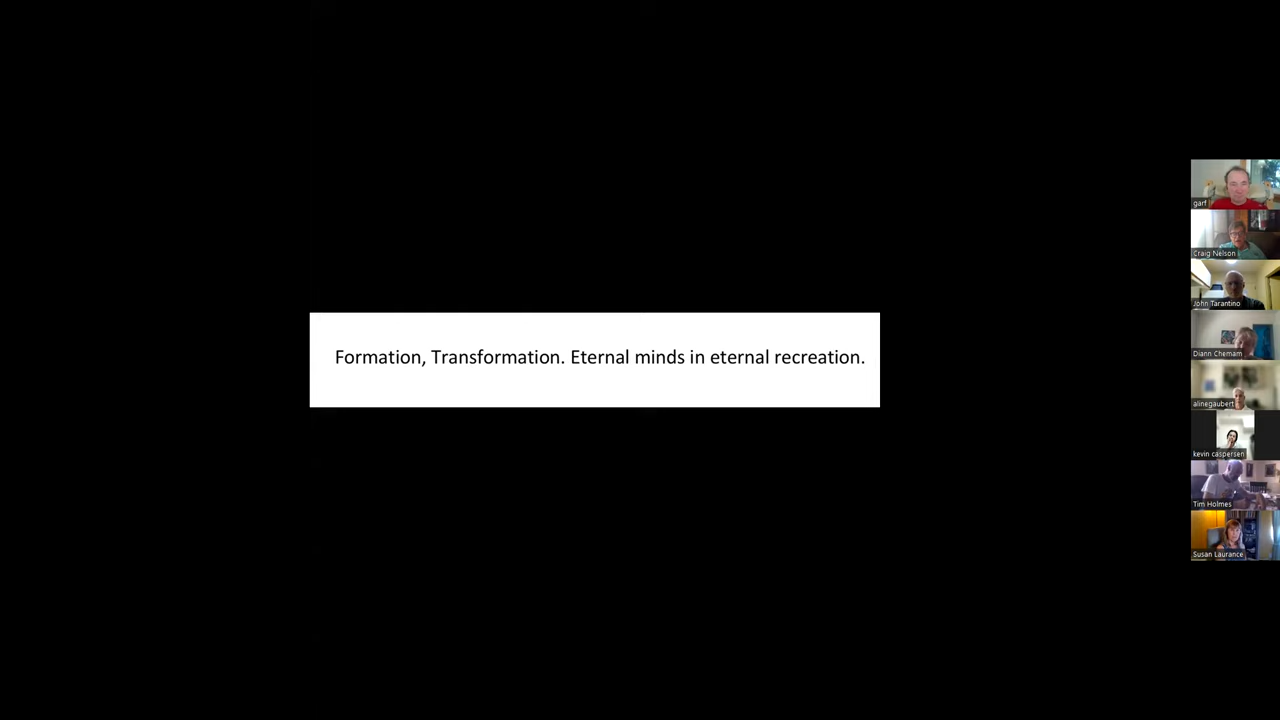 Formation, Transformation. Eternal minds in eternal recreation.
garf
Craig Nelson
John Tarantino
Diann Chemam
alinegaubert
kevin caspersen
Tim Holmes
Susan Laurance